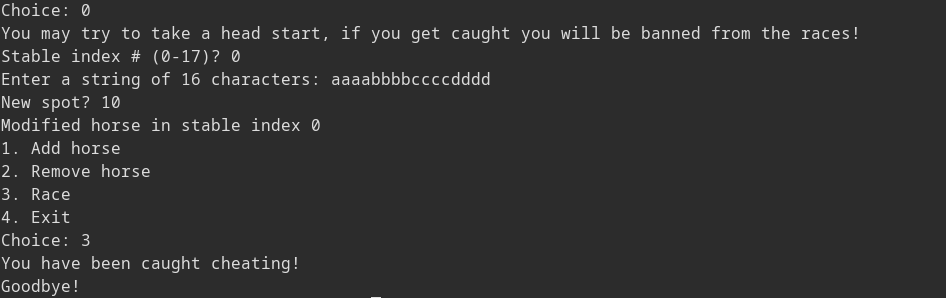 Choice: 0
You may try to take a head start, if you get caught you will be banned from the races!
Stable index # (0-17)? 0
Enter a string of 16 characters: aaaabbbbccccdddd
New spot? 10
Modified horse in stable index 0
1. Add horse
2. Remove horse
3. Race
4. Exit
Choice: 3
You have been caught cheating!
Goodbye!